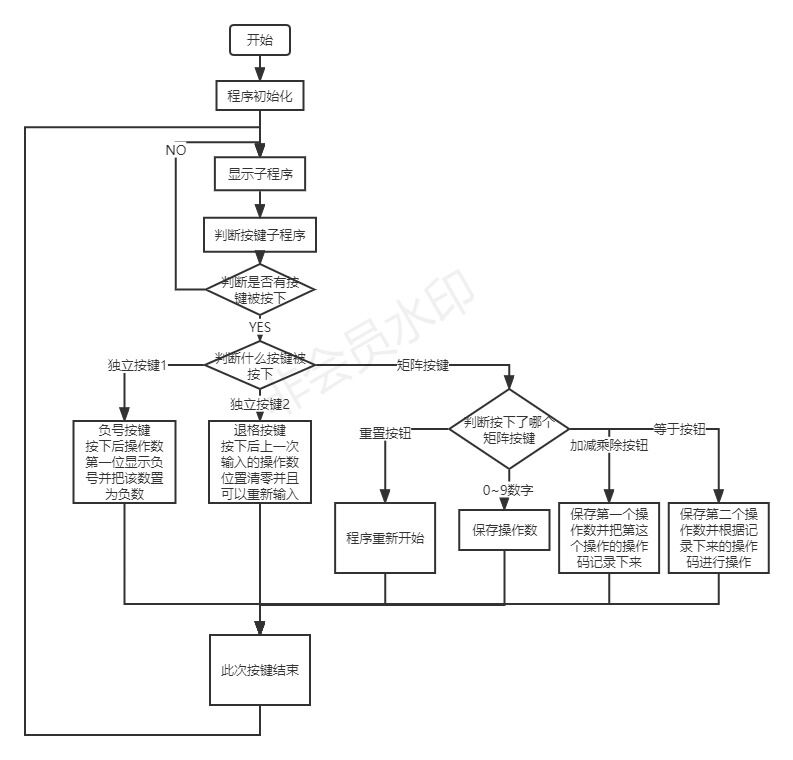 开始
程序初始化
NO
显示子程序
判断按键子程序
判断是否有按
键被按下
YES
判断什么按键被
按下
独立按键1
独立按键2
矩阵按键
负号按键
按下后操作数
第一位显示负
号并把该数置
为负数
退格按键
按下后上一次
输入的操作数
位置清零并且
可以重新输入
判断按下了哪个
矩阵按键
重置按钮
0~9数字
加减乘除按钮
等于按钮
程序重新开始
保存操作数
保存第一个操
作数并把第这
个操作的操作
码记录下来
保存第二个操
作数并根据记
录下来的操作
码进行操作
此次按键结束
非会员水印